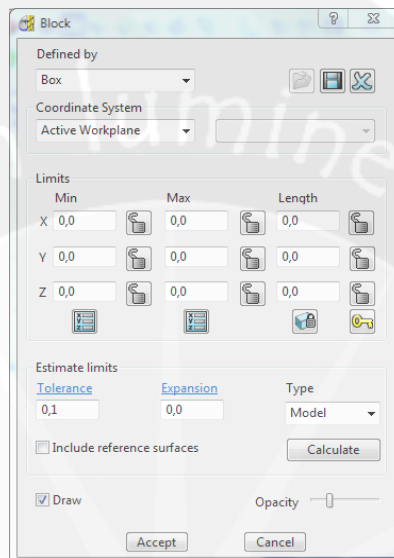 Block
Defined by
Box
Coordinate System
Active Workplane
Limits
Min Max Length
X 0,0 0,0 0,0
Y 0,0 0,0 0,0
Z 0,0 0,0 0,0
Estimate limits
Tolerance Expansion Type
0,1 0,0 Model
Include reference surfaces Calculate
Draw Opacity
Accept Cancel